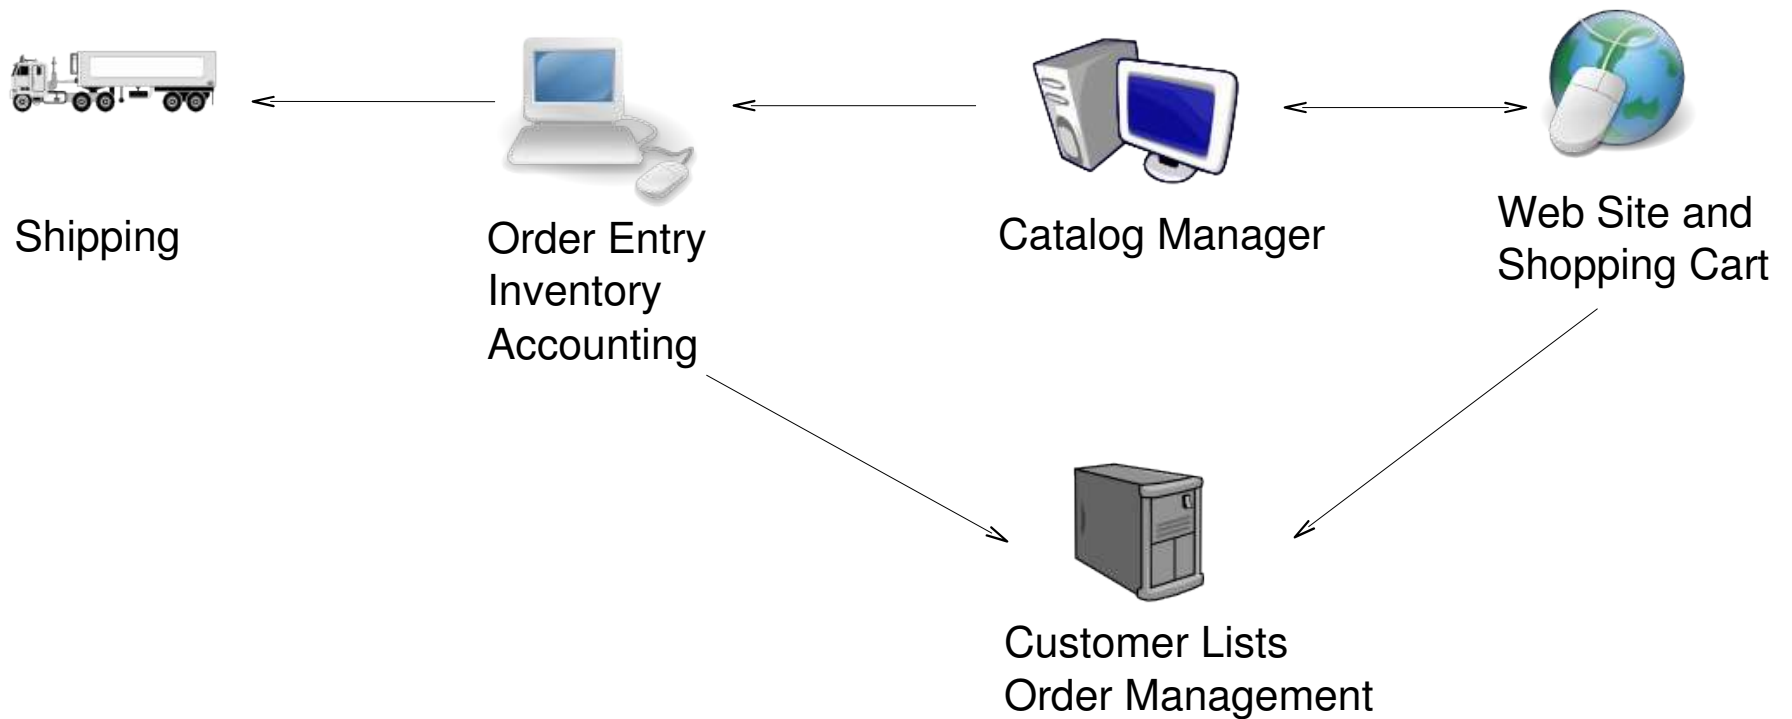 Shipping
Order Entry
Inventory
Accounting
Catalog Manager
Web Site and
Shopping Cart
Customer Lists
Order Management